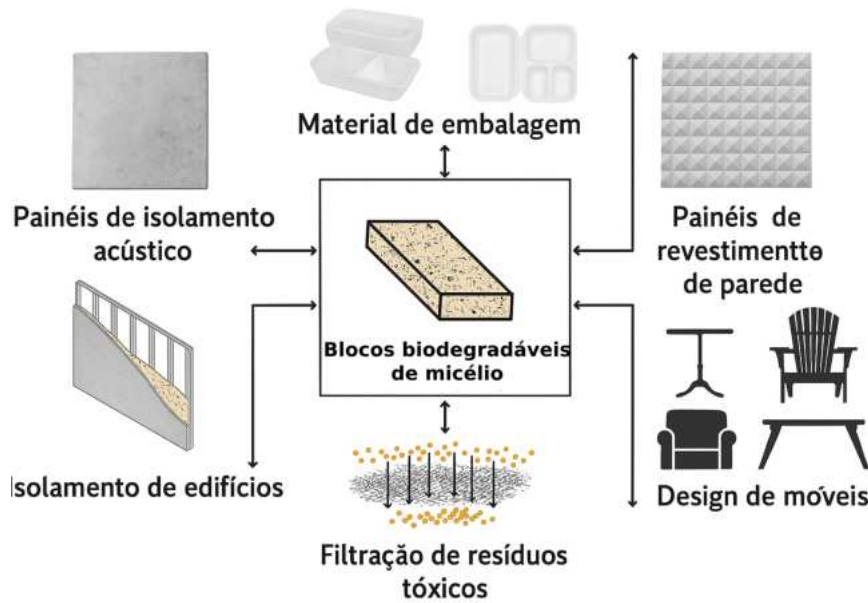 Material de embalagem
Painéis de isolamento
acústico
Painéis de
revestimentte
de parede
Blocos biodegradáveis
de micélio
Isolamento de edifícios
Design de móveis
Filtração de resíduos
tóxicos